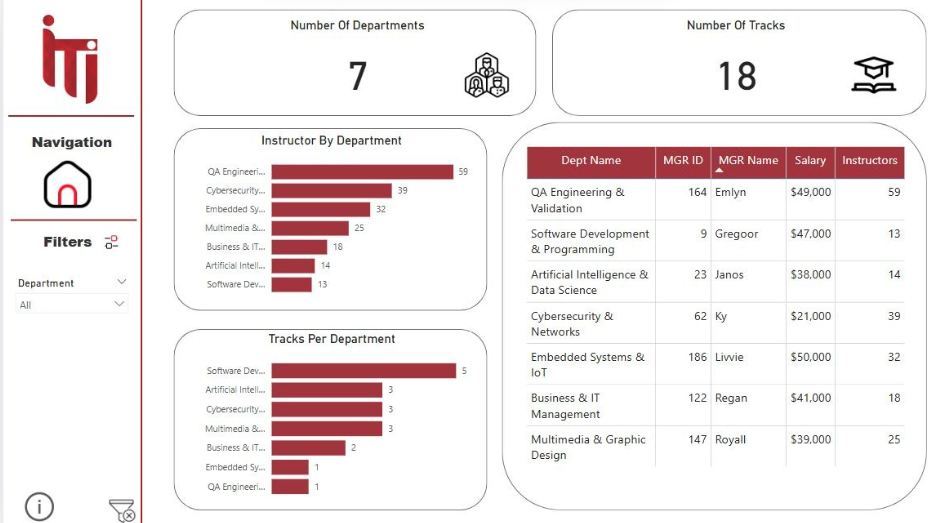 iTi
Number Of Departments
7
Number Of Tracks
18
Navigation
Filters
Department
All
Instructor By Department
QA Engineeri... 59
Cybersecurity... 39
Embedded Sy... 32
Multimedia &... 25
Business & IT... 18
Artificial Intell... 14
Software Dev... 13
Tracks Per Department
Software Dev... 5
Artificial Intell... 3
Cybersecurity... 3
Multimedia &... 3
Business & IT... 2
Embedded Sy... 1
QA Engineeri... 1
Dept Name MGR ID MGR Name Salary Instructors
QA Engineering & 164 Emlyn $49,000 59
Validation
Software Development 9 Gregoor $47,000 13
& Programming
Artificial Intelligence & 23 Janos $38,000 14
Data Science
Cybersecurity & 62 Ky $21,000 39
Networks
Embedded Systems & 186 Livvie $50,000 32
IoT
Business & IT 122 Regan $41,000 18
Management
Multimedia & Graphic 147 Royall $39,000 25
Design